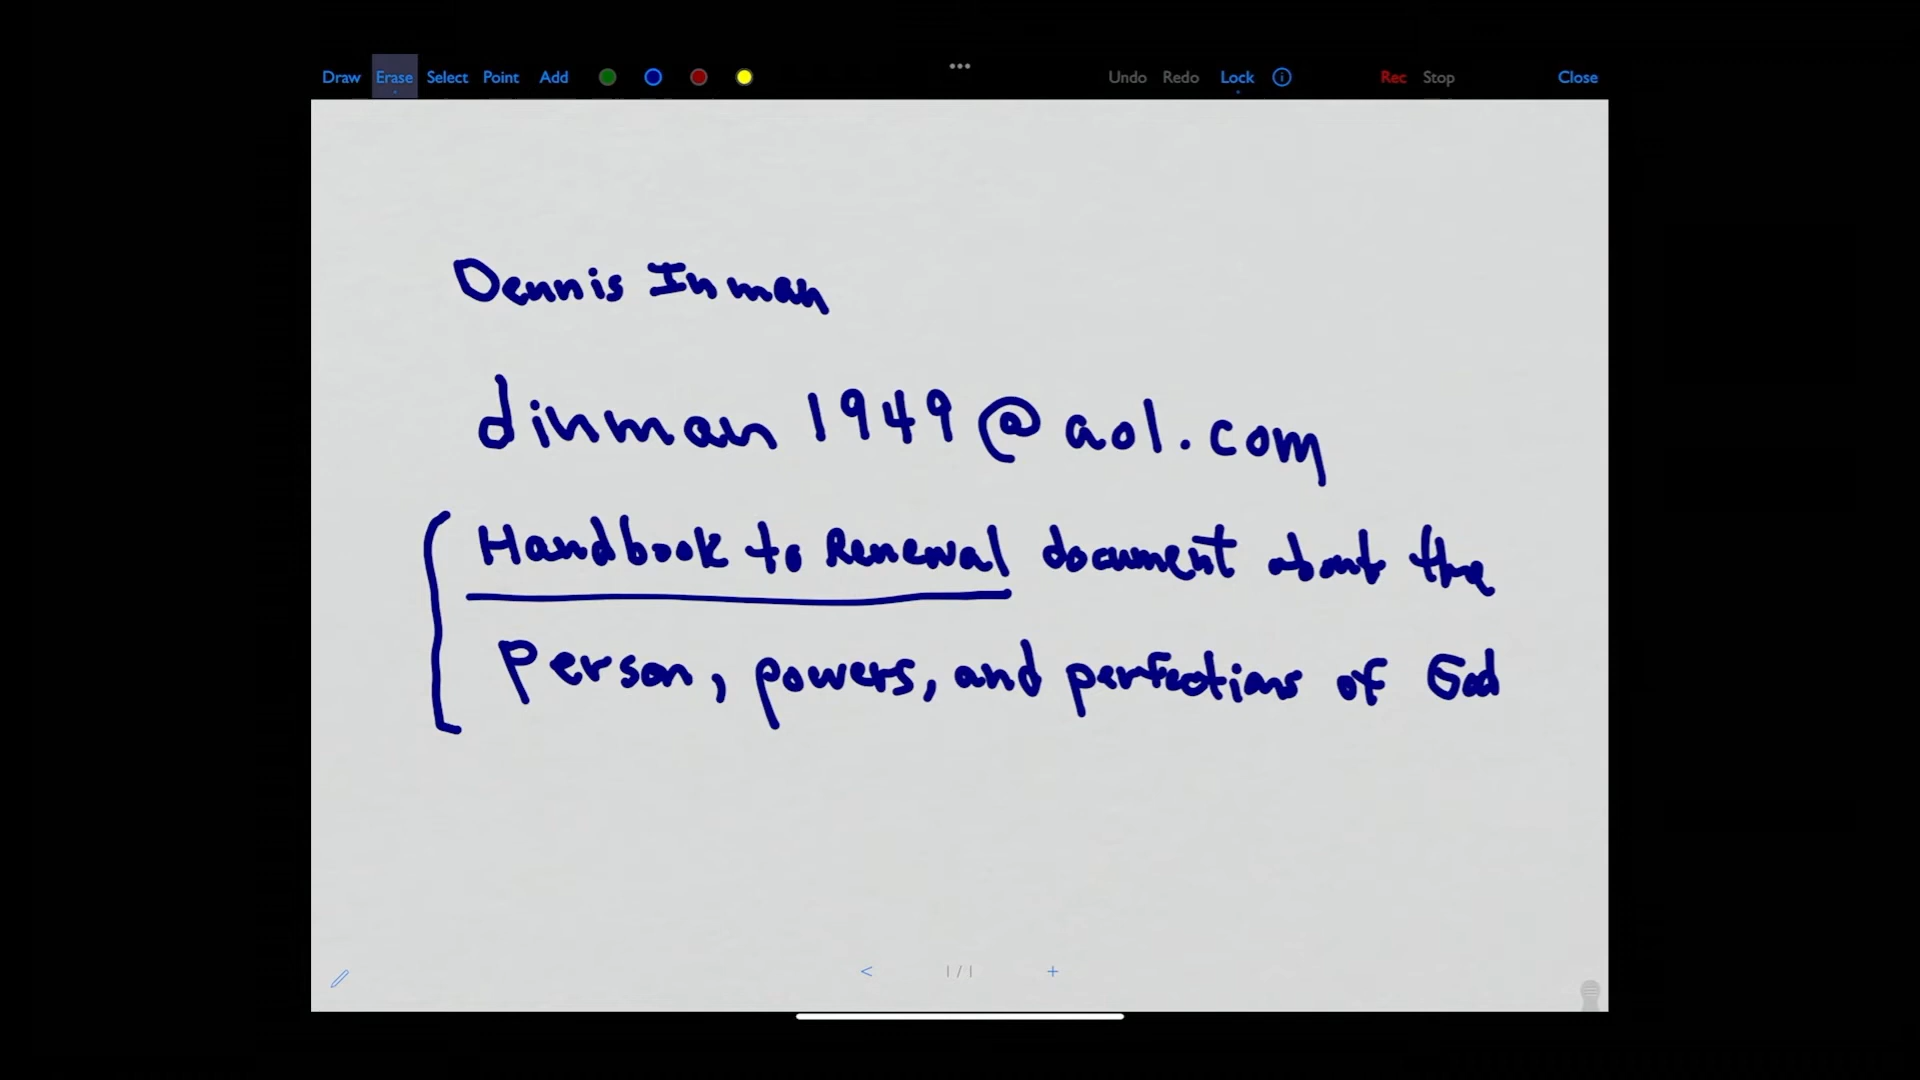 Draw Erase Select Point Add ••• Undo Redo Lock Rec Stop Close
Dennis Inman
dinman1949@aol.com
Handbook to Renewal document about the
person, powers, and perfections of God
< 1/1 +